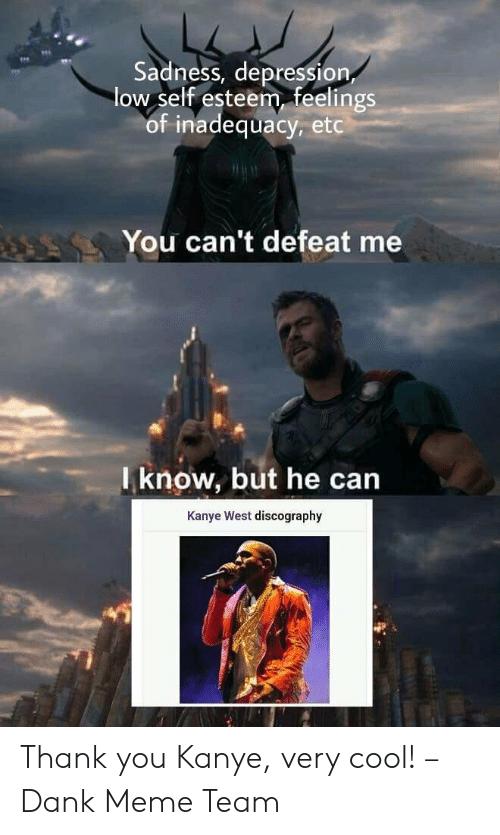 Sadness, depression,
low self esteem, feelings
of inadequacy, etc
You can't defeat me
I know, but he can
Kanye West discography
Thank you Kanye, very cool! –
Dank Meme Team